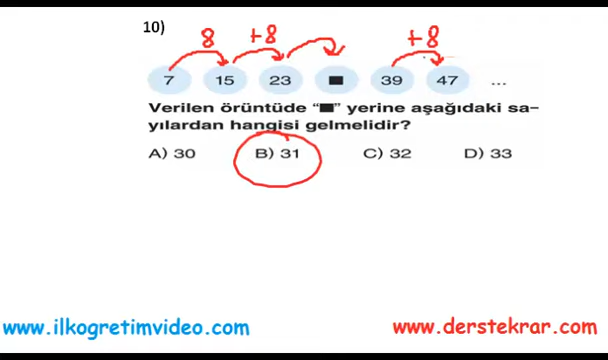 10)
8 +8 +8
7 15 23 ■ 39 47 ...
Verilen örüntüde “■” yerine aşağıdaki sa-
yılardan hangisi gelmelidir?
A) 30 B) 31 C) 32 D) 33
www.ilkogretimvideo.com www.derstekrar.com